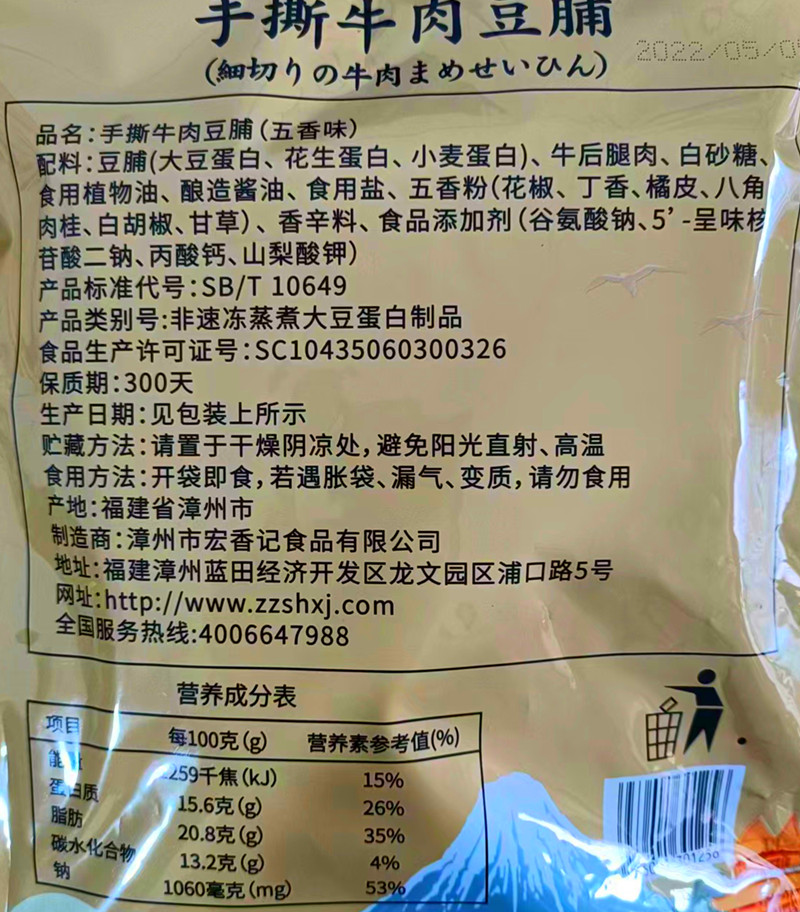 手撕牛肉豆脯
2022/05/0
(細切りの牛肉まめせいひん)
品名:手撕牛肉豆脯(五香味)
配料:豆脯(大豆蛋白、花生蛋白、小麦蛋白)、牛后腿肉、白砂糖、
食用植物油、酿造酱油、食用盐、五香粉(花椒、丁香、橘皮、八角
肉桂、白胡椒、甘草)、香辛料、食品添加剂(谷氨酸钠、5’-呈味核
苷酸二钠、丙酸钙、山梨酸钾)
产品标准代号:SB/T 10649
产品类别号:非速冻蒸煮大豆蛋白制品
食品生产许可证号:SC10435060300326
保质期:300天
生产日期:见包装上所示
贮藏方法:请置于干燥阴凉处,避免阳光直射、高温
食用方法:开袋即食,若遇胀袋、漏气、变质,请勿食用
产地:福建省漳州市
制造商:漳州市宏香记食品有限公司
地址:福建漳州蓝田经济开发区龙文园区浦口路5号
网址:http://www.zzshxj.com
全国服务热线:4006647988
营养成分表
项目 每100克(g) 营养素参考值(%)
能量 259千焦(kJ) 15%
蛋白质 15.6克(g) 26%
脂肪 20.8克(g) 35%
碳水化合物 13.2克(g) 4%
钠 1060毫克(mg) 53%